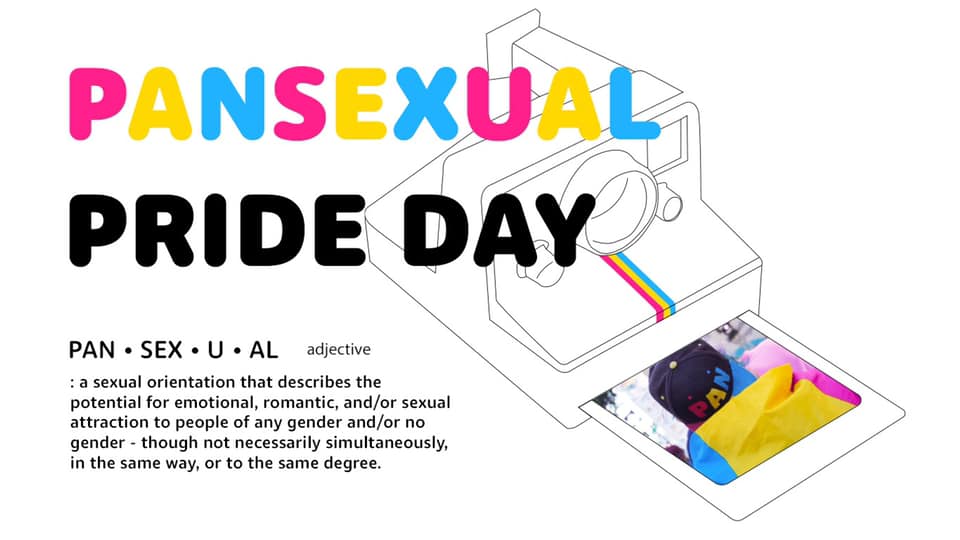 PANSEXUAL
PRIDE DAY
PAN • SEX • U • AL adjective
: a sexual orientation that describes the
potential for emotional, romantic, and/or sexual
attraction to people of any gender and/or no
gender - though not necessarily simultaneously,
in the same way, or to the same degree.
PAN